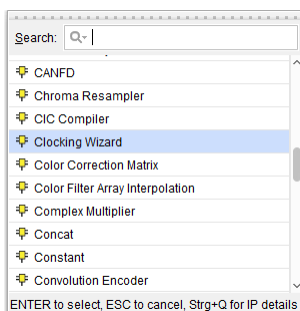 Search:
CANFD
Chroma Resampler
CIC Compiler
Clocking Wizard
Color Correction Matrix
Color Filter Array Interpolation
Complex Multiplier
Concat
Constant
Convolution Encoder
ENTER to select, ESC to cancel, Strg+Q for IP details